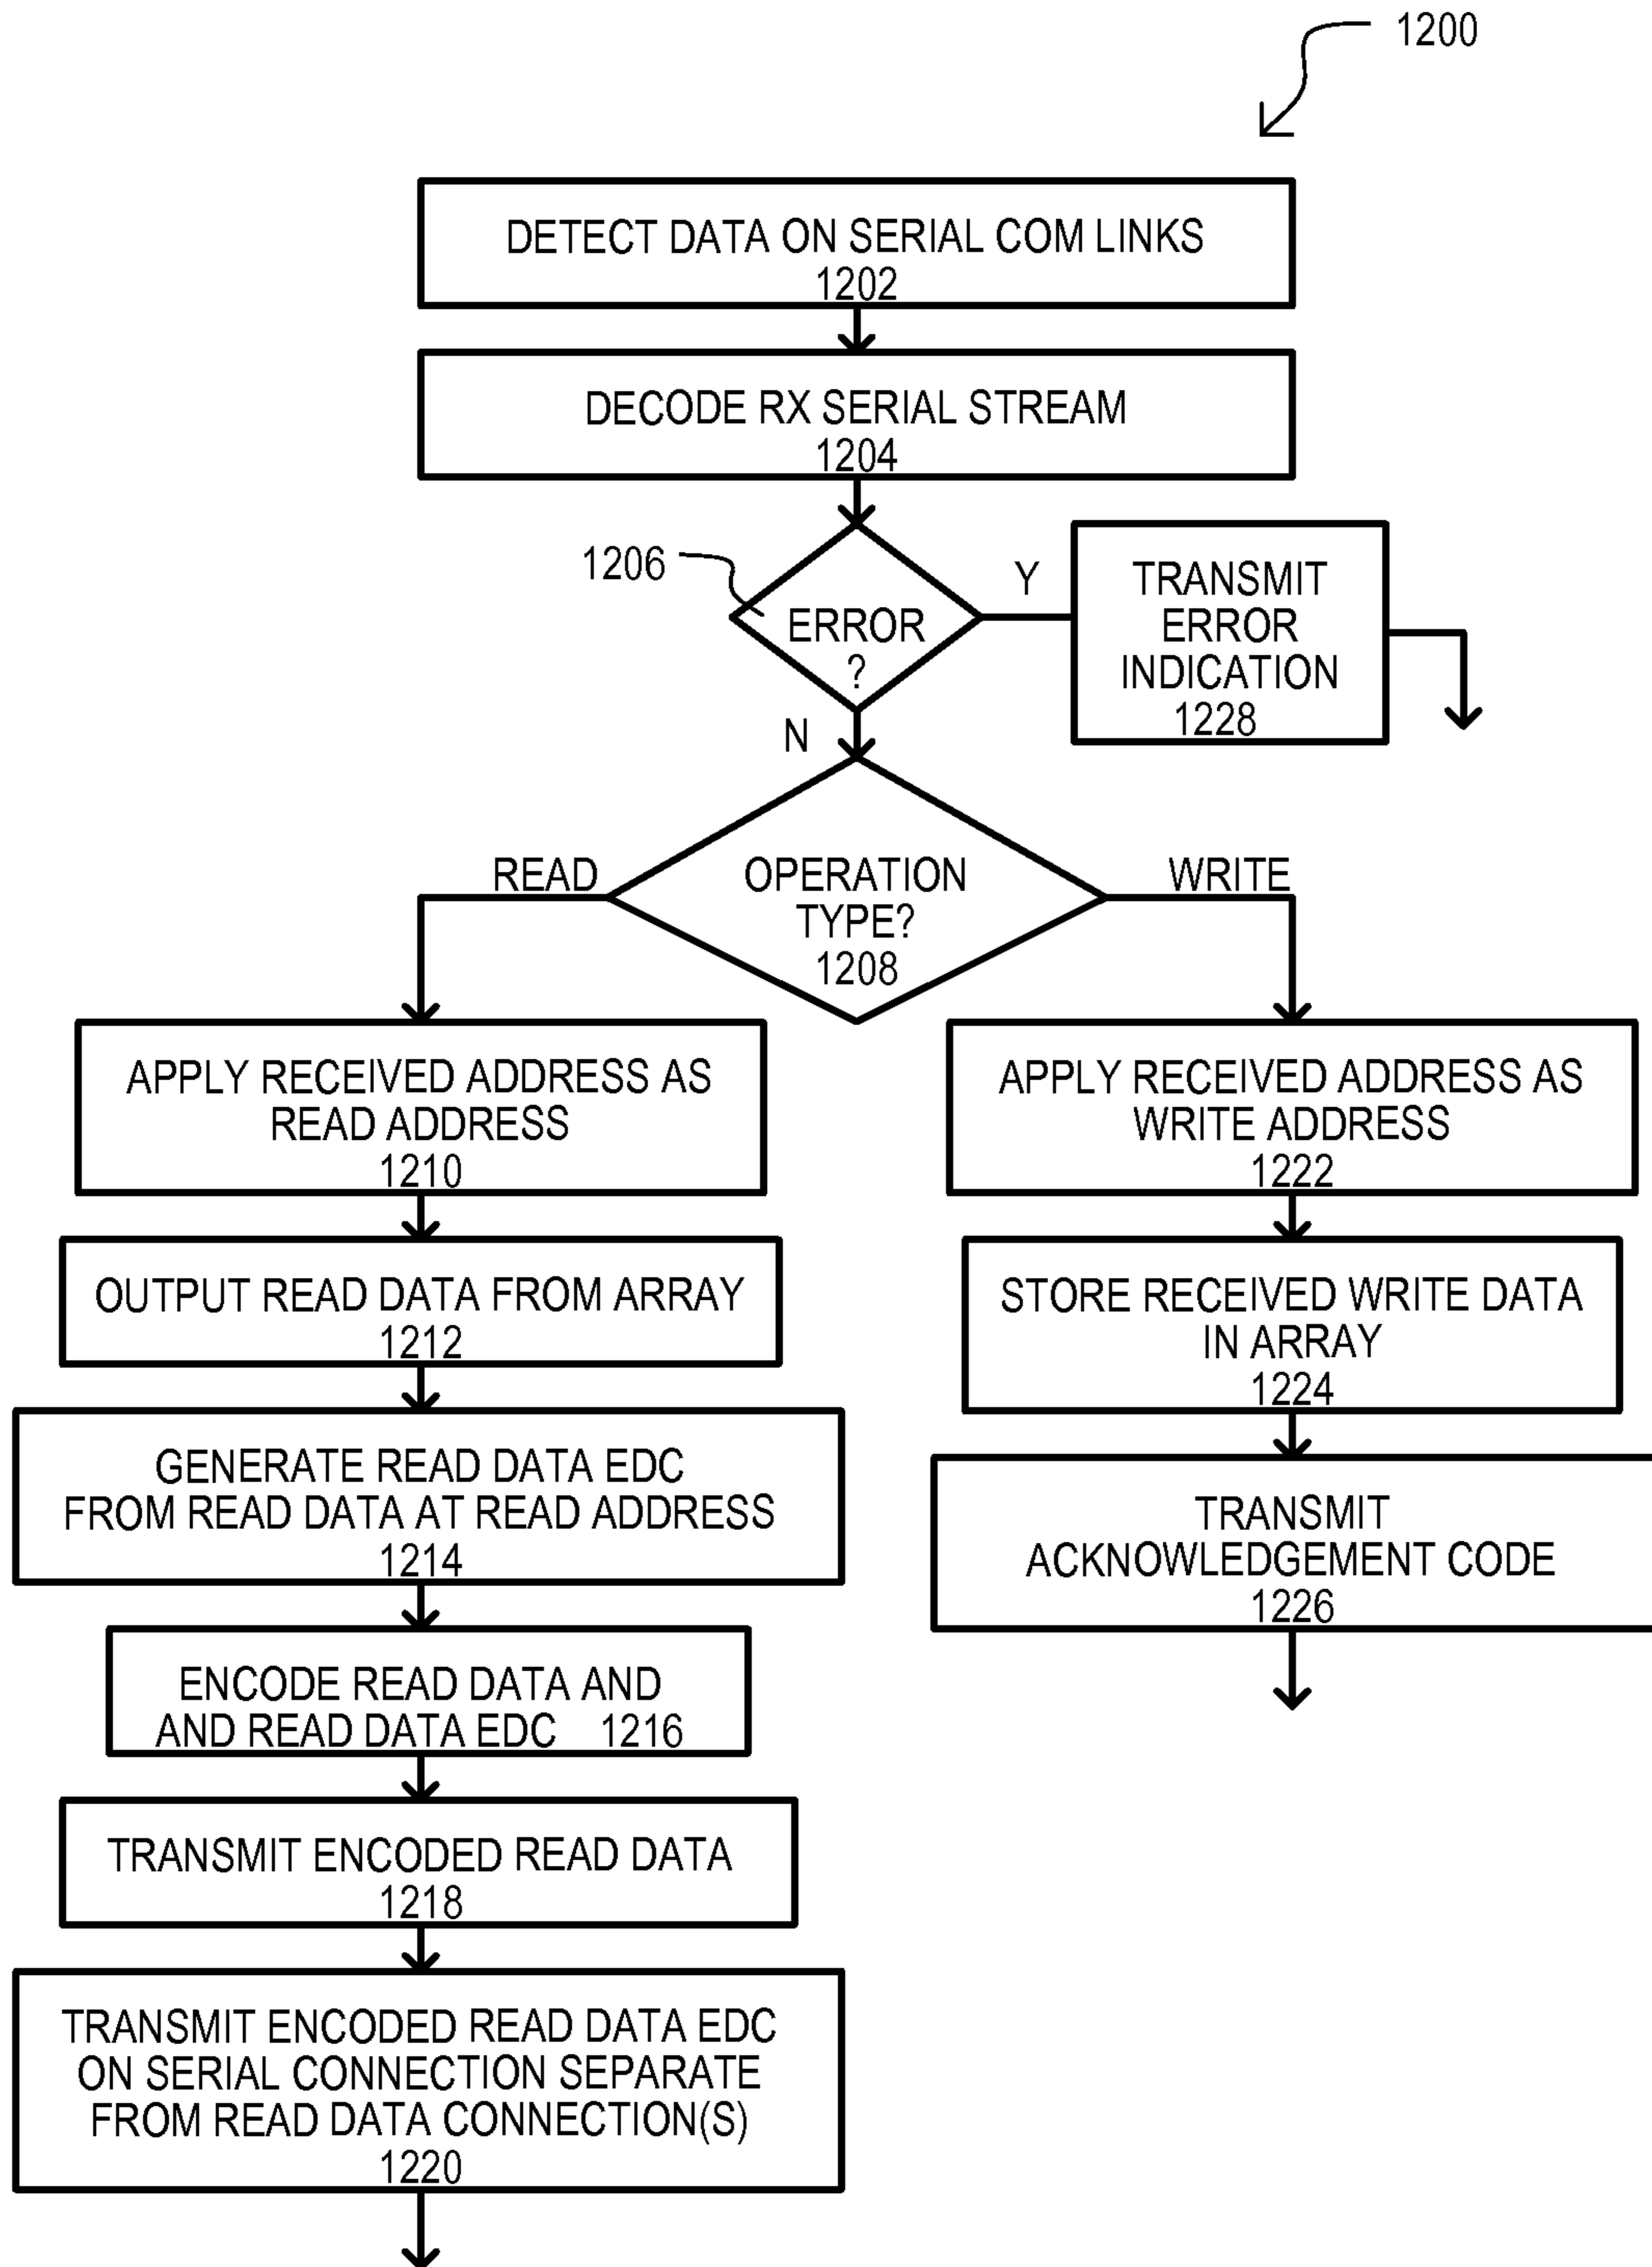 1200
DETECT DATA ON SERIAL COM LINKS
1202
DECODE RX SERIAL STREAM
1204
1206
ERROR
?
Y
TRANSMIT
ERROR
INDICATION
1228
N
READ
OPERATION
TYPE?
1208
WRITE
APPLY RECEIVED ADDRESS AS
READ ADDRESS
1210
OUTPUT READ DATA FROM ARRAY
1212
GENERATE READ DATA EDC
FROM READ DATA AT READ ADDRESS
1214
ENCODE READ DATA AND
AND READ DATA EDC 1216
TRANSMIT ENCODED READ DATA
1218
TRANSMIT ENCODED READ DATA EDC
ON SERIAL CONNECTION SEPARATE
FROM READ DATA CONNECTION(S)
1220
APPLY RECEIVED ADDRESS AS
WRITE ADDRESS
1222
STORE RECEIVED WRITE DATA
IN ARRAY
1224
TRANSMIT
ACKNOWLEDGEMENT CODE
1226